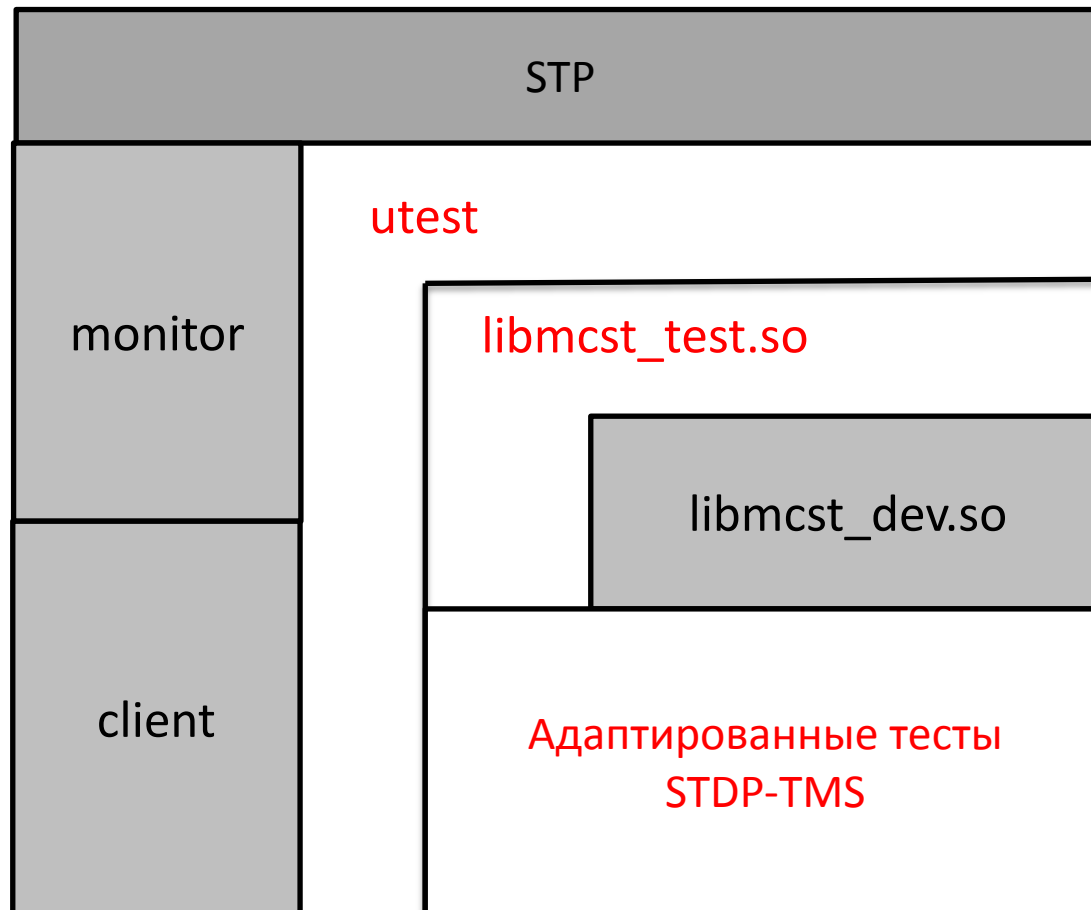 STP
utest
monitor
libmcst_test.so
libmcst_dev.so
client
Адаптированные тесты
STDP-TMS